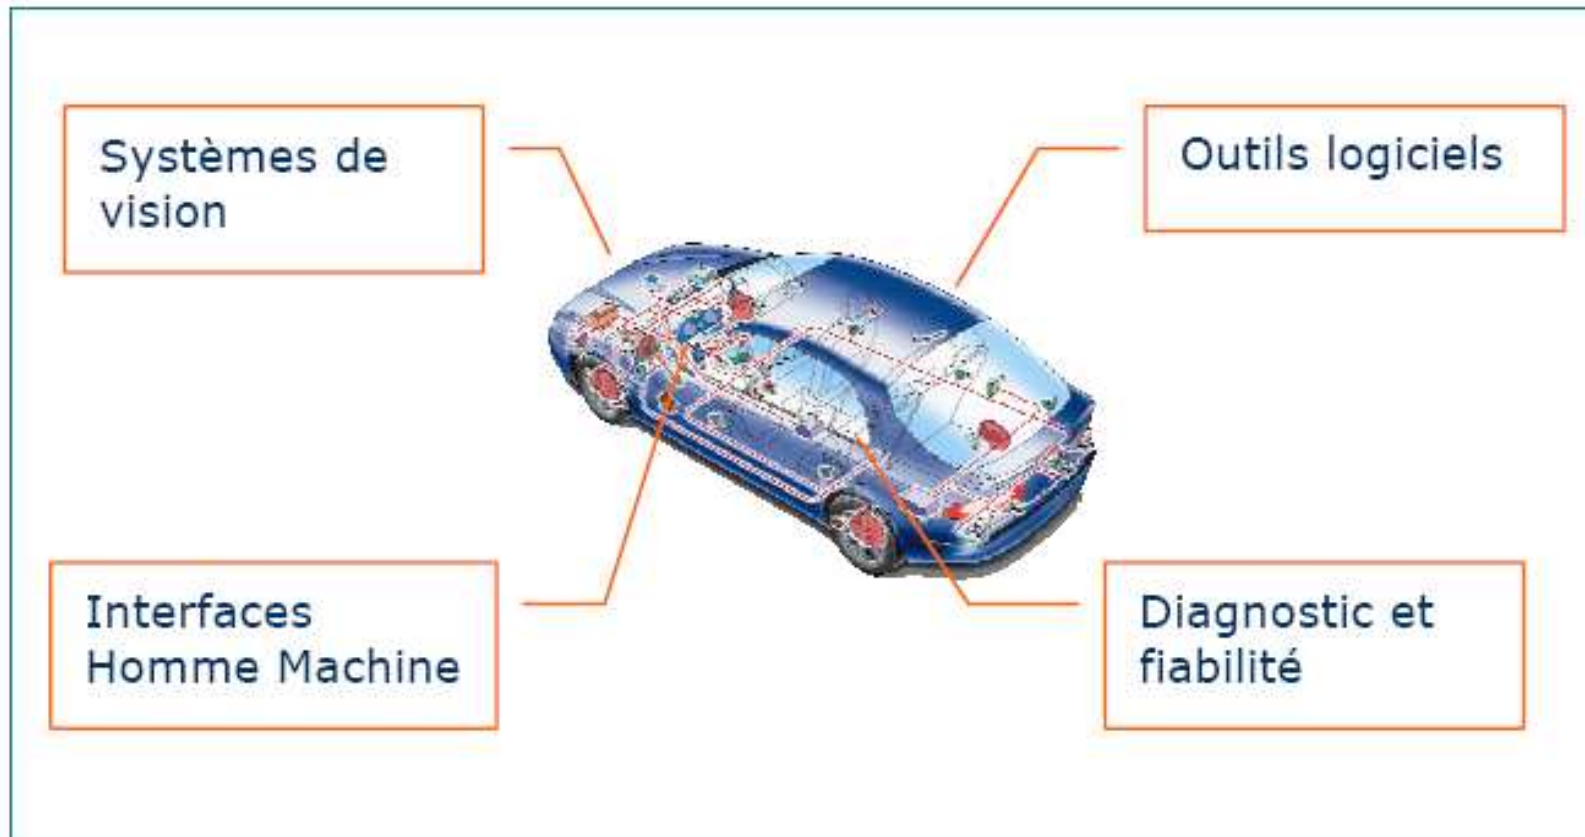 Systèmes de
vision
Outils logiciels
Interfaces
Homme Machine
Diagnostic et
fiabilité